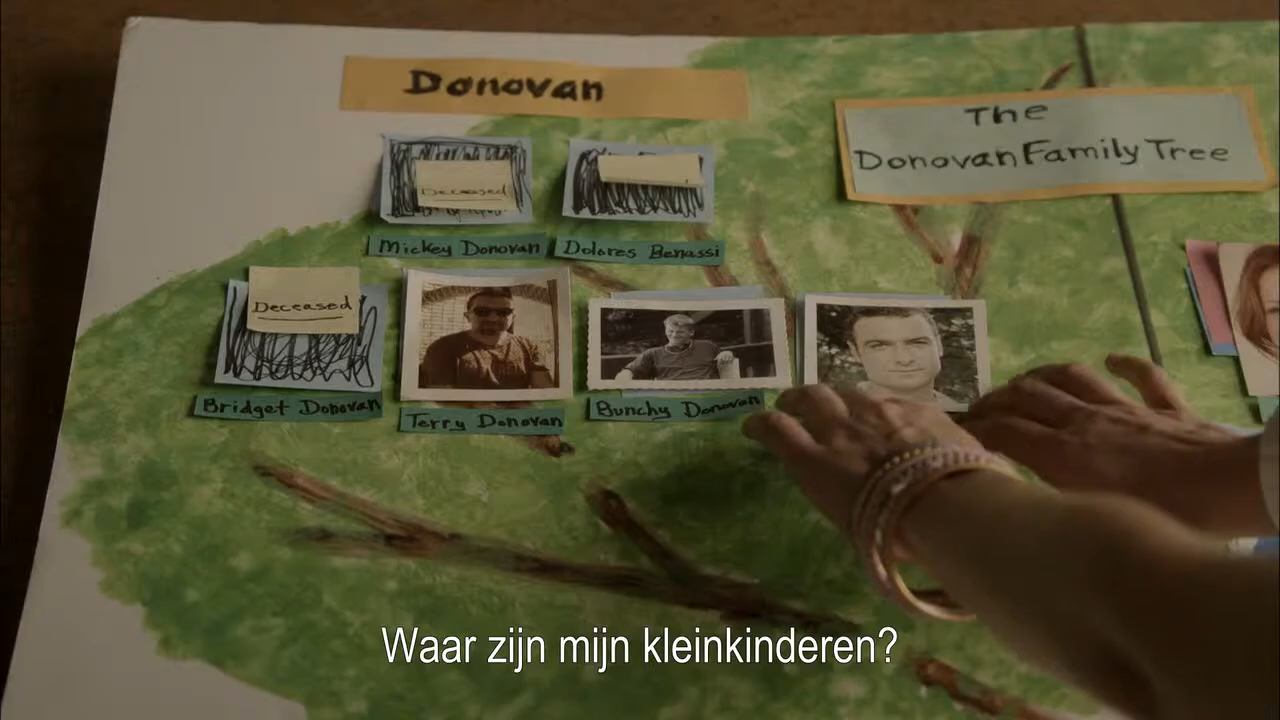 Donovan
The
Donovan Family Tree
Deceased
Mickey Donovan
Dolores Benassi
Deceased
Bridget Donovan
Terry Donovan
Bunchy Donovan
Waar zijn mijn kleinkinderen?